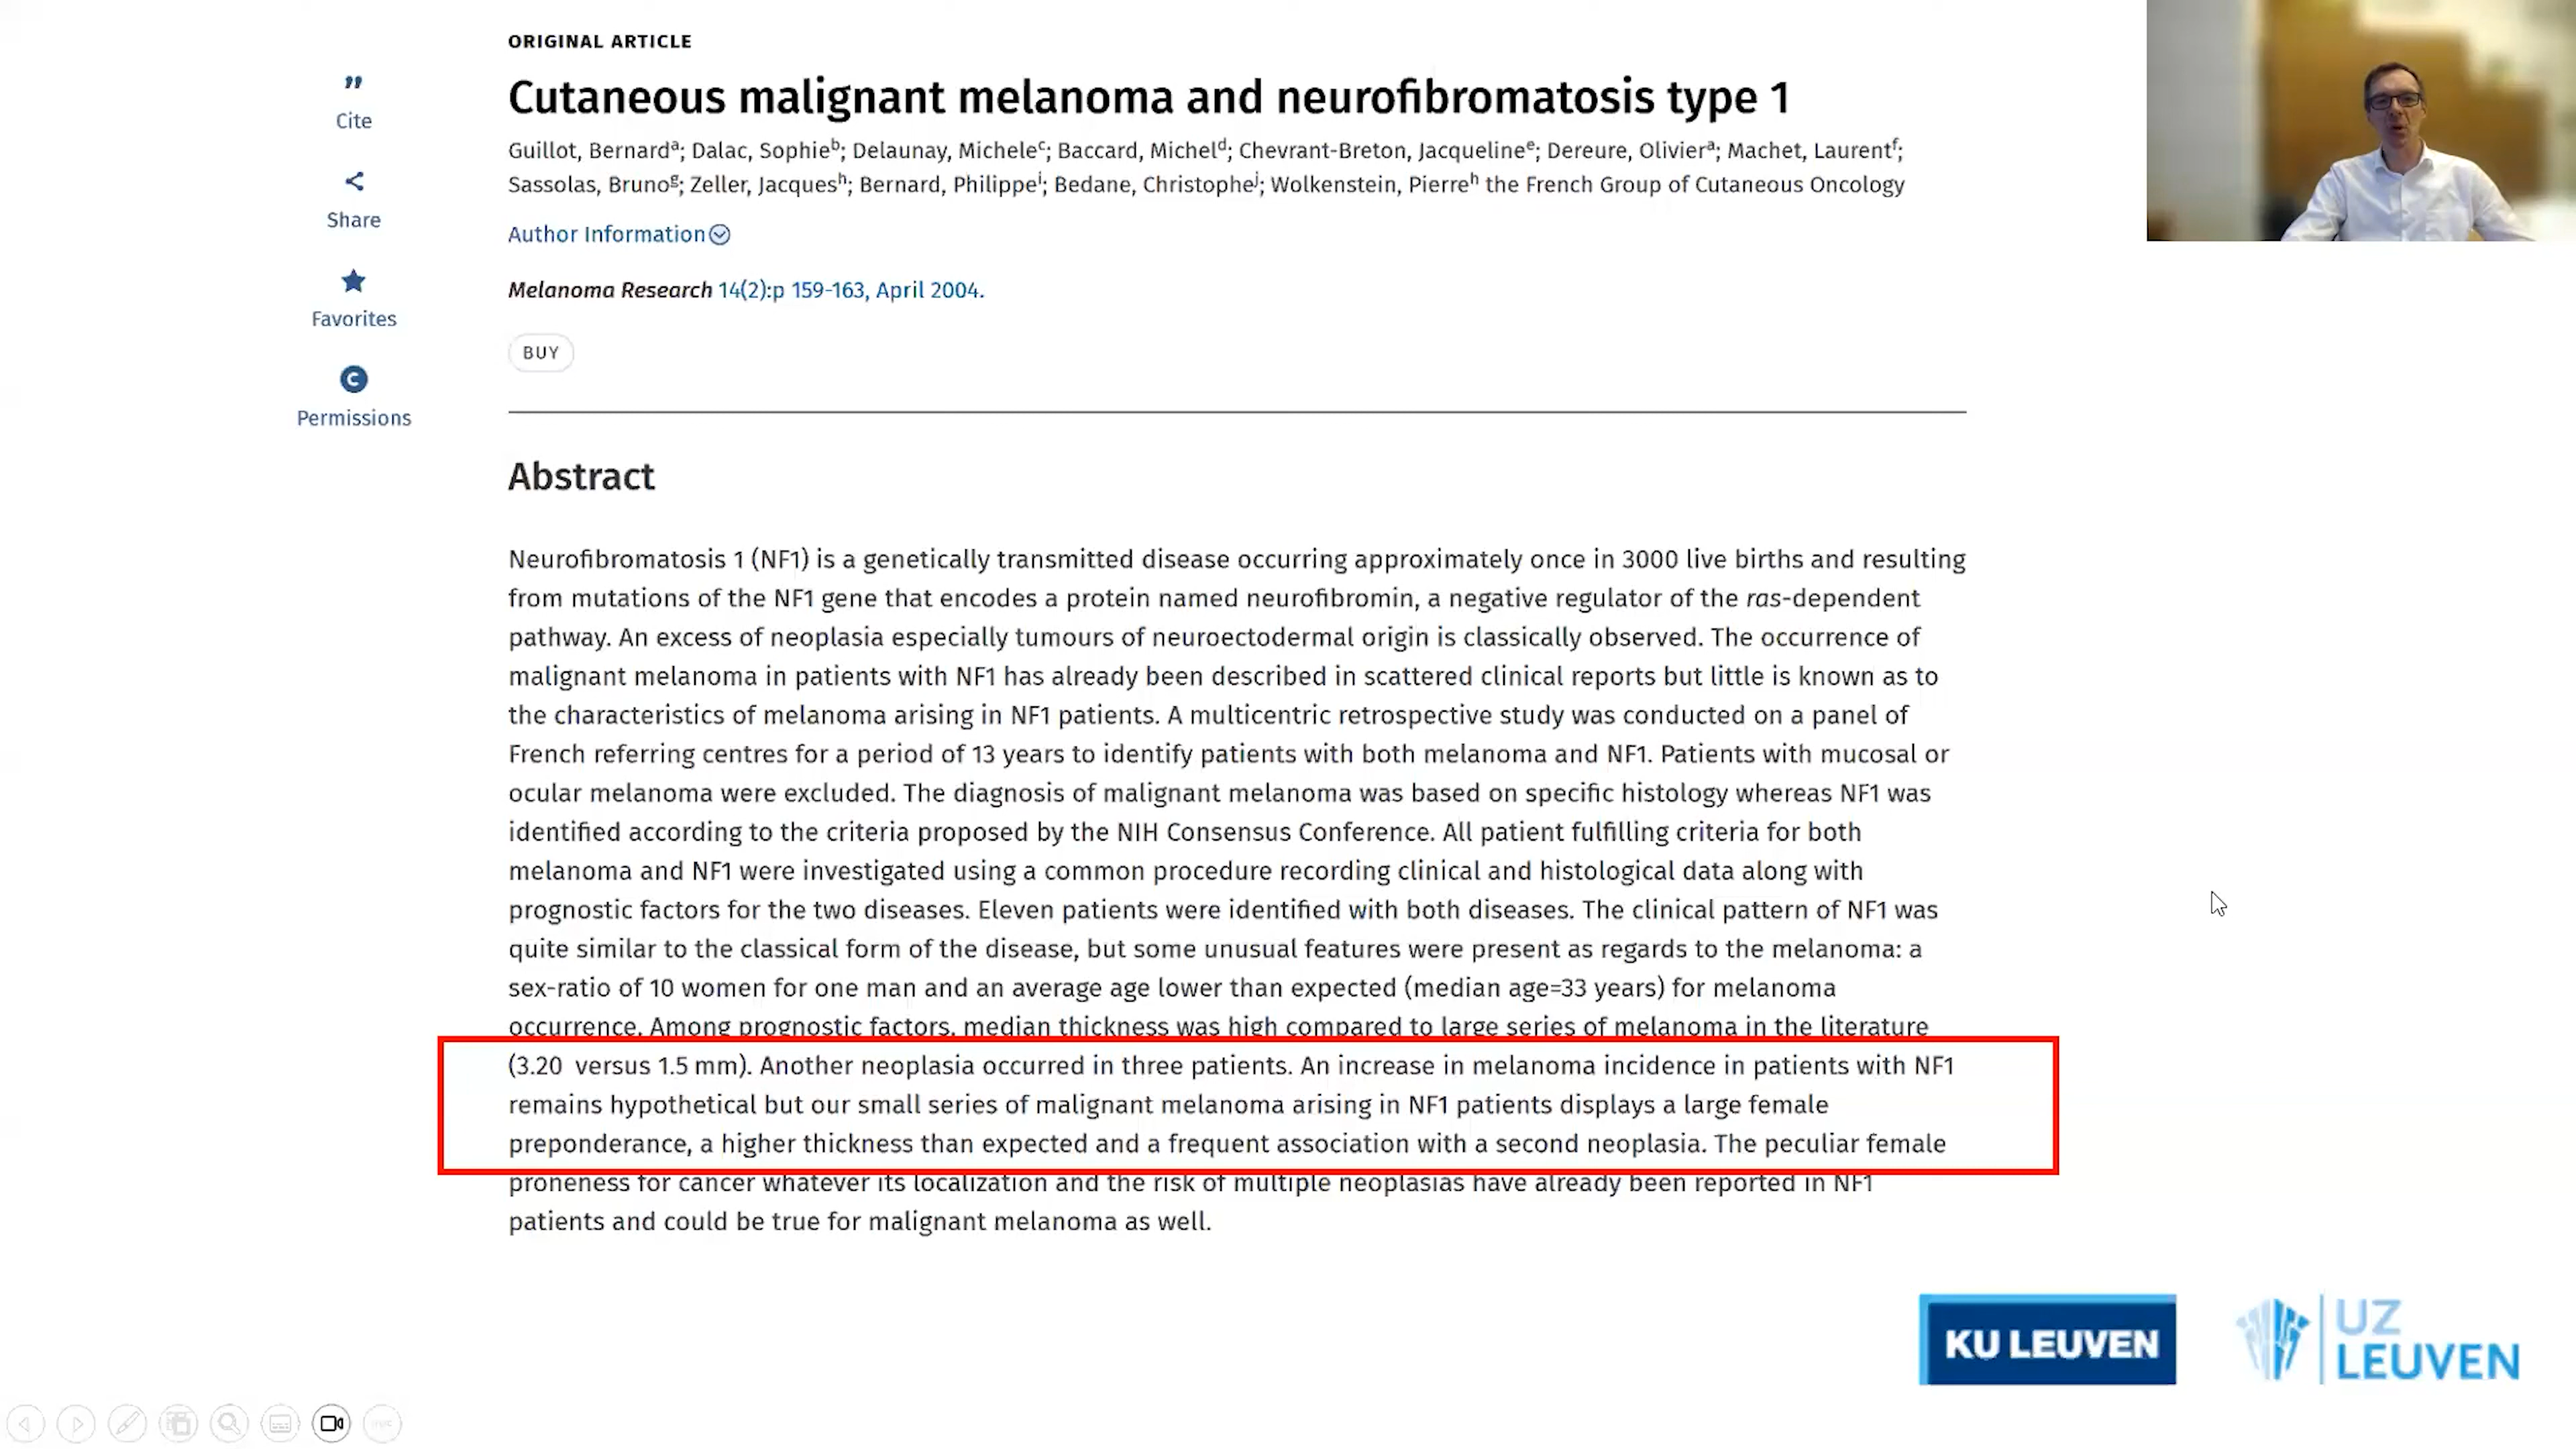 ORIGINAL ARTICLE
Cutaneous malignant melanoma and neurofibromatosis type 1
Guillot, Bernardᵃ; Dalac, Sophieᵇ; Delaunay, Micheleᶜ; Baccard, Michelᵈ; Chevrant-Breton, Jacquelineᵉ; Dereure, Olivierᵃ; Machet, Laurentᶠ;
Sassolas, Brunoᵍ; Zeller, Jacquesʰ; Bernard, Philippeⁱ; Bedane, Christopheʲ; Wolkenstein, Pierreʰ the French Group of Cutaneous Oncology
Author Information
Melanoma Research 14(2):p 159-163, April 2004.
BUY
Cite
Share
Favorites
Permissions
Abstract
Neurofibromatosis 1 (NF1) is a genetically transmitted disease occurring approximately once in 3000 live births and resulting
from mutations of the NF1 gene that encodes a protein named neurofibromin, a negative regulator of the ras-dependent
pathway. An excess of neoplasia especially tumours of neuroectodermal origin is classically observed. The occurrence of
malignant melanoma in patients with NF1 has already been described in scattered clinical reports but little is known as to
the characteristics of melanoma arising in NF1 patients. A multicentric retrospective study was conducted on a panel of
French referring centres for a period of 13 years to identify patients with both melanoma and NF1. Patients with mucosal or
ocular melanoma were excluded. The diagnosis of malignant melanoma was based on specific histology whereas NF1 was
identified according to the criteria proposed by the NIH Consensus Conference. All patient fulfilling criteria for both
melanoma and NF1 were investigated using a common procedure recording clinical and histological data along with
prognostic factors for the two diseases. Eleven patients were identified with both diseases. The clinical pattern of NF1 was
quite similar to the classical form of the disease, but some unusual features were present as regards to the melanoma: a
sex-ratio of 10 women for one man and an average age lower than expected (median age=33 years) for melanoma
occurrence. Among prognostic factors, median thickness was high compared to large series of melanoma in the literature
(3.20 versus 1.5 mm). Another neoplasia occurred in three patients. An increase in melanoma incidence in patients with NF1
remains hypothetical but our small series of malignant melanoma arising in NF1 patients displays a large female
preponderance, a higher thickness than expected and a frequent association with a second neoplasia. The peculiar female
proneness for cancer whatever its localization and the risk of multiple neoplasias have already been reported in NF1
patients and could be true for malignant melanoma as well.
KU LEUVEN
UZ
LEUVEN